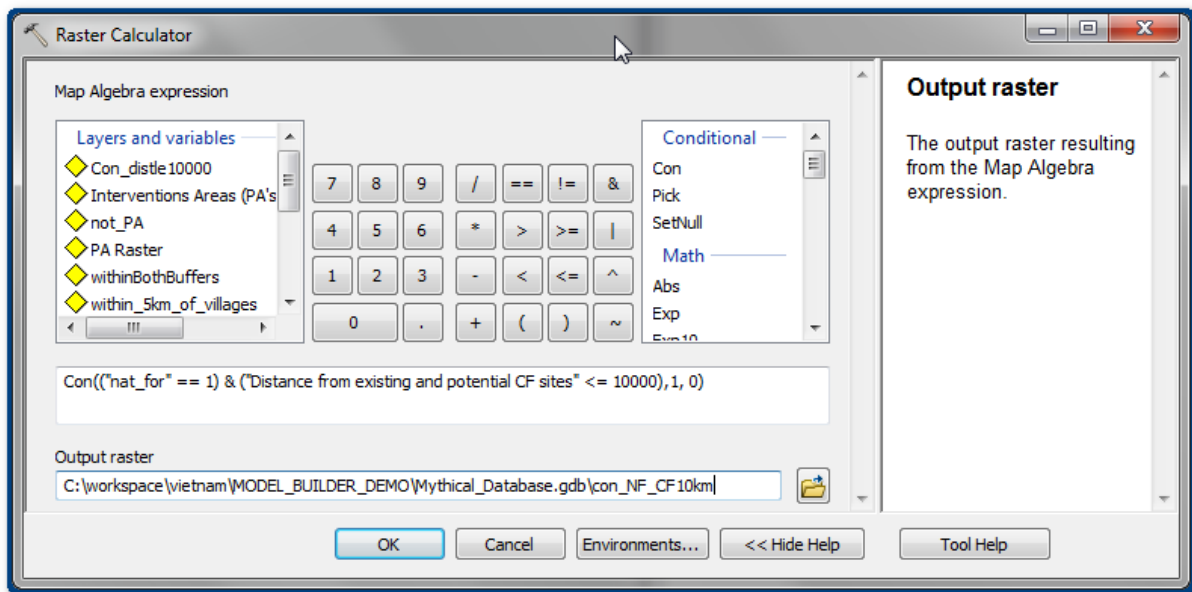 Raster Calculator
X
Map Algebra expression
Layers and variables
Con_distle10000
Interventions Areas (PA's
not_PA
PA Raster
withinBothBuffers
within_5km_of_villages
7 8 9 / == != &
4 5 6 * > >= |
1 2 3 - < <= ^
0 . + ( ) ~
Conditional
Con
Pick
SetNull
Math
Abs
Exp
Exp10
Con(("nat_for" == 1) & ("Distance from existing and potential CF sites" <= 10000),1, 0)
Output raster
C:\workspace\vietnam\MODEL_BUILDER_DEMO\Mythical_Database.gdb\con_NF_CF10km
OK Cancel Environments... << Hide Help Tool Help
Output raster
The output raster resulting
from the Map Algebra
expression.